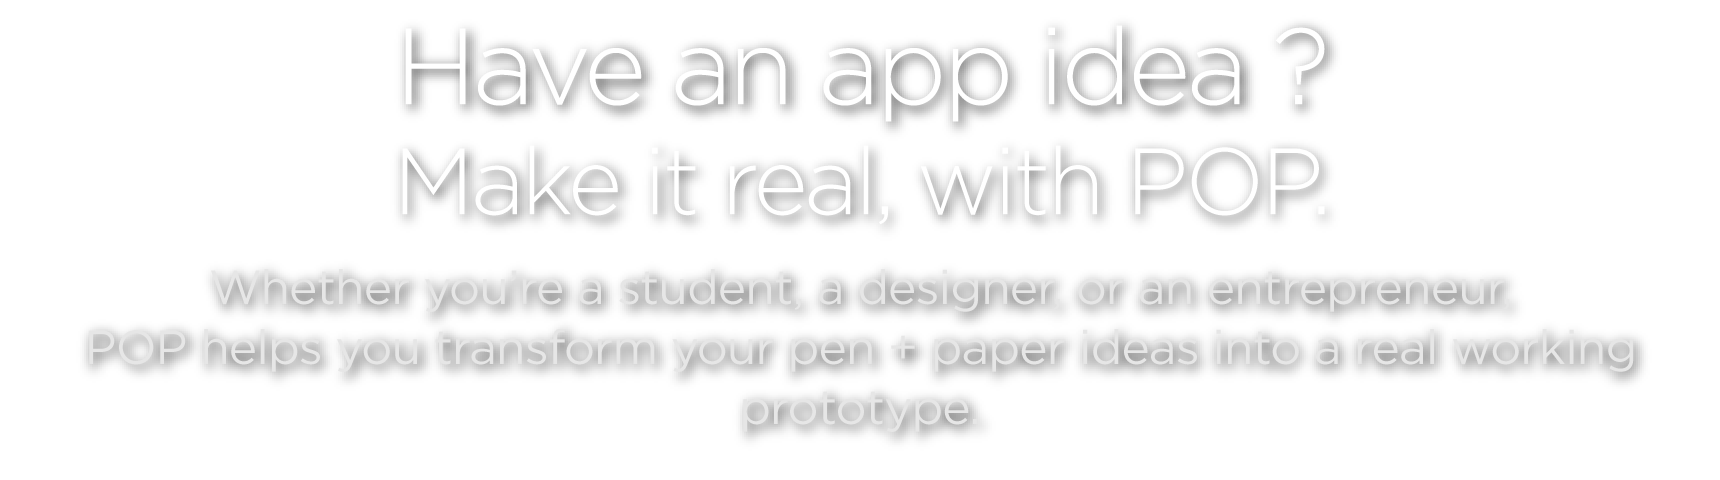 Have an app idea ?
Make it real, with POP.
Whether you're a student, a designer, or an entrepreneur,
POP helps you transform your pen + paper ideas into a real working
prototype.